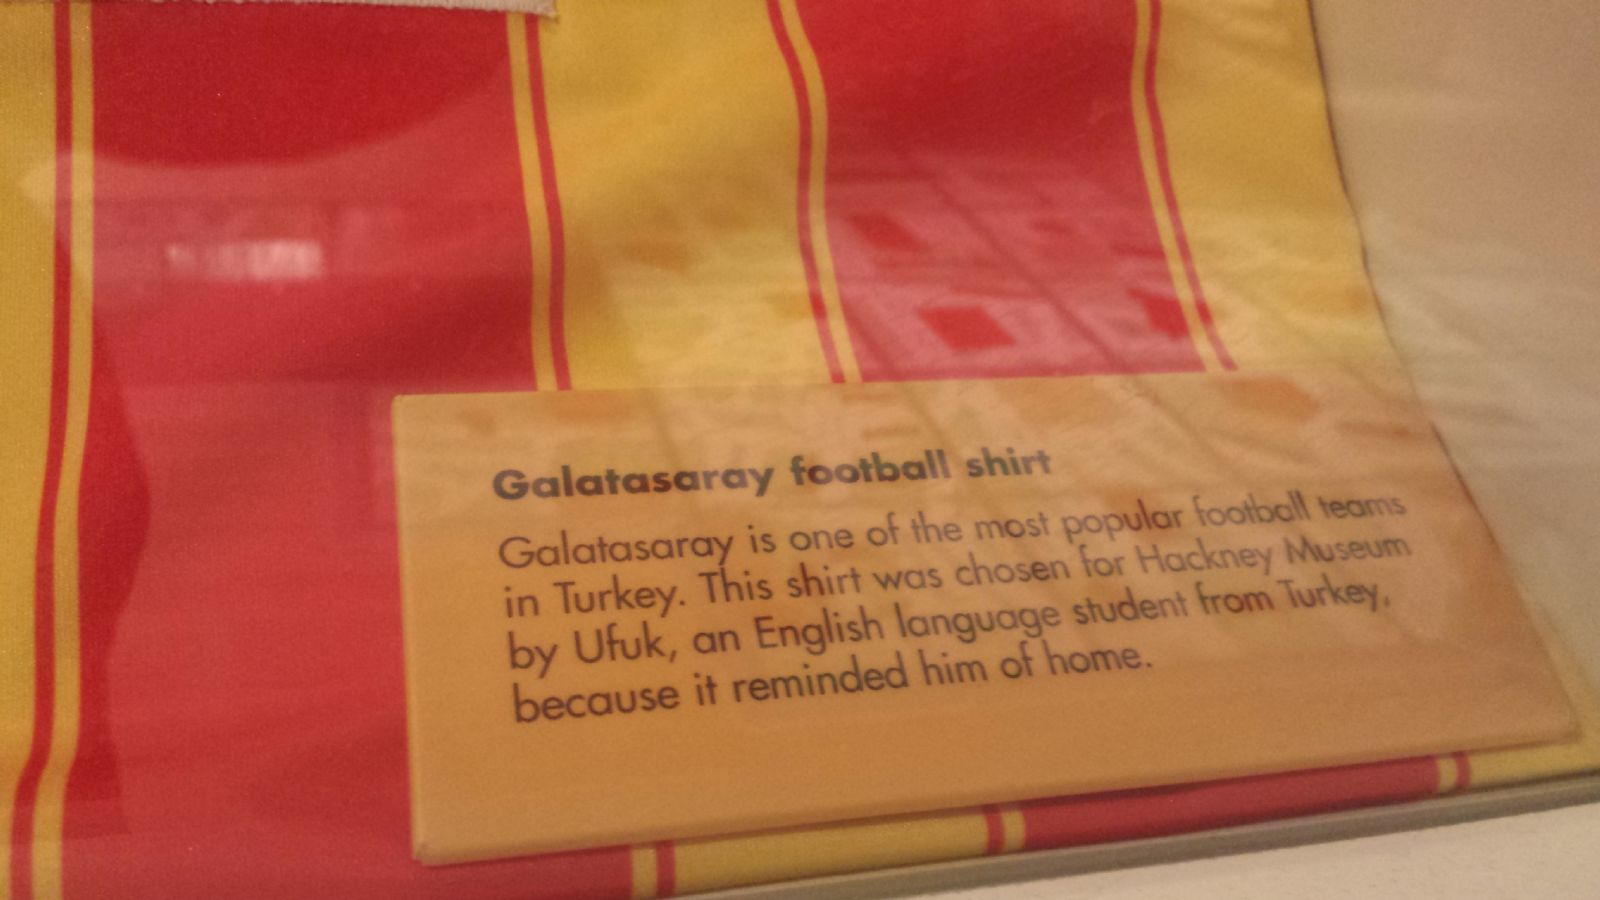 Galatasaray football shirt
Galatasaray is one of the most popular football teams
in Turkey. This shirt was chosen for Hackney Museum
by Ufuk, an English language student from Turkey,
because it reminded him of home.